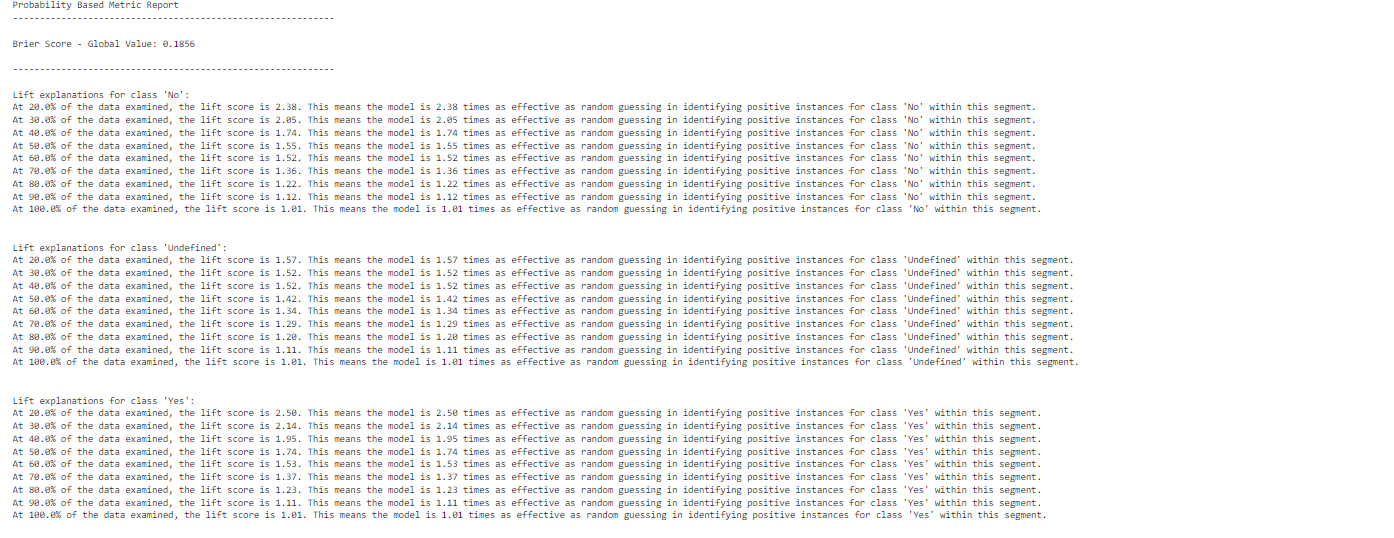 Probability Based Metric Report
------------------------------------------------------------
Brier Score - Global Value: 0.1856
------------------------------------------------------------
Lift explanations for class 'No':
At 20.0% of the data examined, the lift score is 2.38. This means the model is 2.38 times as effective as random guessing in identifying positive instances for class 'No' within this segment.
At 30.0% of the data examined, the lift score is 2.05. This means the model is 2.05 times as effective as random guessing in identifying positive instances for class 'No' within this segment.
At 40.0% of the data examined, the lift score is 1.74. This means the model is 1.74 times as effective as random guessing in identifying positive instances for class 'No' within this segment.
At 50.0% of the data examined, the lift score is 1.55. This means the model is 1.55 times as effective as random guessing in identifying positive instances for class 'No' within this segment.
At 60.0% of the data examined, the lift score is 1.52. This means the model is 1.52 times as effective as random guessing in identifying positive instances for class 'No' within this segment.
At 70.0% of the data examined, the lift score is 1.36. This means the model is 1.36 times as effective as random guessing in identifying positive instances for class 'No' within this segment.
At 80.0% of the data examined, the lift score is 1.22. This means the model is 1.22 times as effective as random guessing in identifying positive instances for class 'No' within this segment.
At 90.0% of the data examined, the lift score is 1.12. This means the model is 1.12 times as effective as random guessing in identifying positive instances for class 'No' within this segment.
At 100.0% of the data examined, the lift score is 1.01. This means the model is 1.01 times as effective as random guessing in identifying positive instances for class 'No' within this segment.
Lift explanations for class 'Undefined':
At 20.0% of the data examined, the lift score is 1.57. This means the model is 1.57 times as effective as random guessing in identifying positive instances for class 'Undefined' within this segment.
At 30.0% of the data examined, the lift score is 1.52. This means the model is 1.52 times as effective as random guessing in identifying positive instances for class 'Undefined' within this segment.
At 40.0% of the data examined, the lift score is 1.52. This means the model is 1.52 times as effective as random guessing in identifying positive instances for class 'Undefined' within this segment.
At 50.0% of the data examined, the lift score is 1.42. This means the model is 1.42 times as effective as random guessing in identifying positive instances for class 'Undefined' within this segment.
At 60.0% of the data examined, the lift score is 1.34. This means the model is 1.34 times as effective as random guessing in identifying positive instances for class 'Undefined' within this segment.
At 70.0% of the data examined, the lift score is 1.29. This means the model is 1.29 times as effective as random guessing in identifying positive instances for class 'Undefined' within this segment.
At 80.0% of the data examined, the lift score is 1.20. This means the model is 1.20 times as effective as random guessing in identifying positive instances for class 'Undefined' within this segment.
At 90.0% of the data examined, the lift score is 1.11. This means the model is 1.11 times as effective as random guessing in identifying positive instances for class 'Undefined' within this segment.
At 100.0% of the data examined, the lift score is 1.01. This means the model is 1.01 times as effective as random guessing in identifying positive instances for class 'Undefined' within this segment.
Lift explanations for class 'Yes':
At 20.0% of the data examined, the lift score is 2.50. This means the model is 2.50 times as effective as random guessing in identifying positive instances for class 'Yes' within this segment.
At 30.0% of the data examined, the lift score is 2.14. This means the model is 2.14 times as effective as random guessing in identifying positive instances for class 'Yes' within this segment.
At 40.0% of the data examined, the lift score is 1.95. This means the model is 1.95 times as effective as random guessing in identifying positive instances for class 'Yes' within this segment.
At 50.0% of the data examined, the lift score is 1.74. This means the model is 1.74 times as effective as random guessing in identifying positive instances for class 'Yes' within this segment.
At 60.0% of the data examined, the lift score is 1.53. This means the model is 1.53 times as effective as random guessing in identifying positive instances for class 'Yes' within this segment.
At 70.0% of the data examined, the lift score is 1.37. This means the model is 1.37 times as effective as random guessing in identifying positive instances for class 'Yes' within this segment.
At 80.0% of the data examined, the lift score is 1.23. This means the model is 1.23 times as effective as random guessing in identifying positive instances for class 'Yes' within this segment.
At 90.0% of the data examined, the lift score is 1.11. This means the model is 1.11 times as effective as random guessing in identifying positive instances for class 'Yes' within this segment.
At 100.0% of the data examined, the lift score is 1.01. This means the model is 1.01 times as effective as random guessing in identifying positive instances for class 'Yes' within this segment.